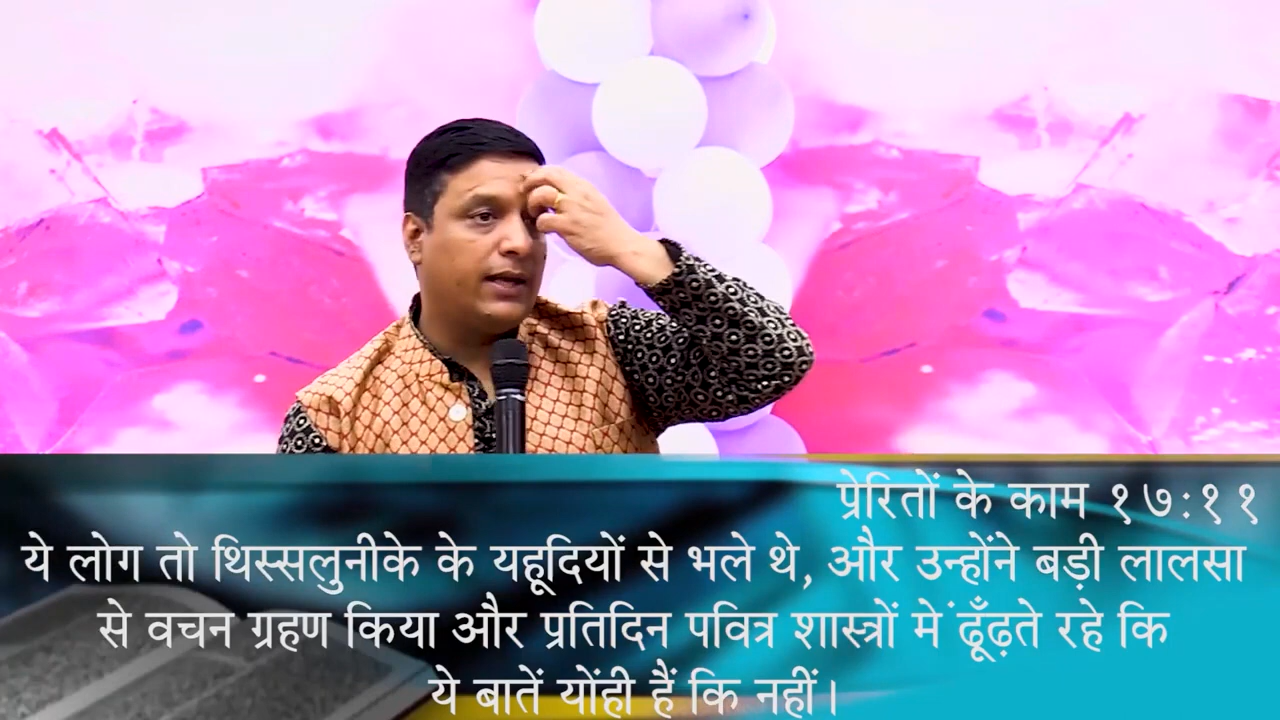 प्रेरितों के काम १७:११
ये लोग तो थिस्सलुनीके के यहूदियों से भले थे, और उन्होंने बड़ी लालसा
से वचन ग्रहण किया और प्रतिदिन पवित्र शास्त्रों में ढूँढ़ते रहे कि
ये बातें योंही हैं कि नहीं।